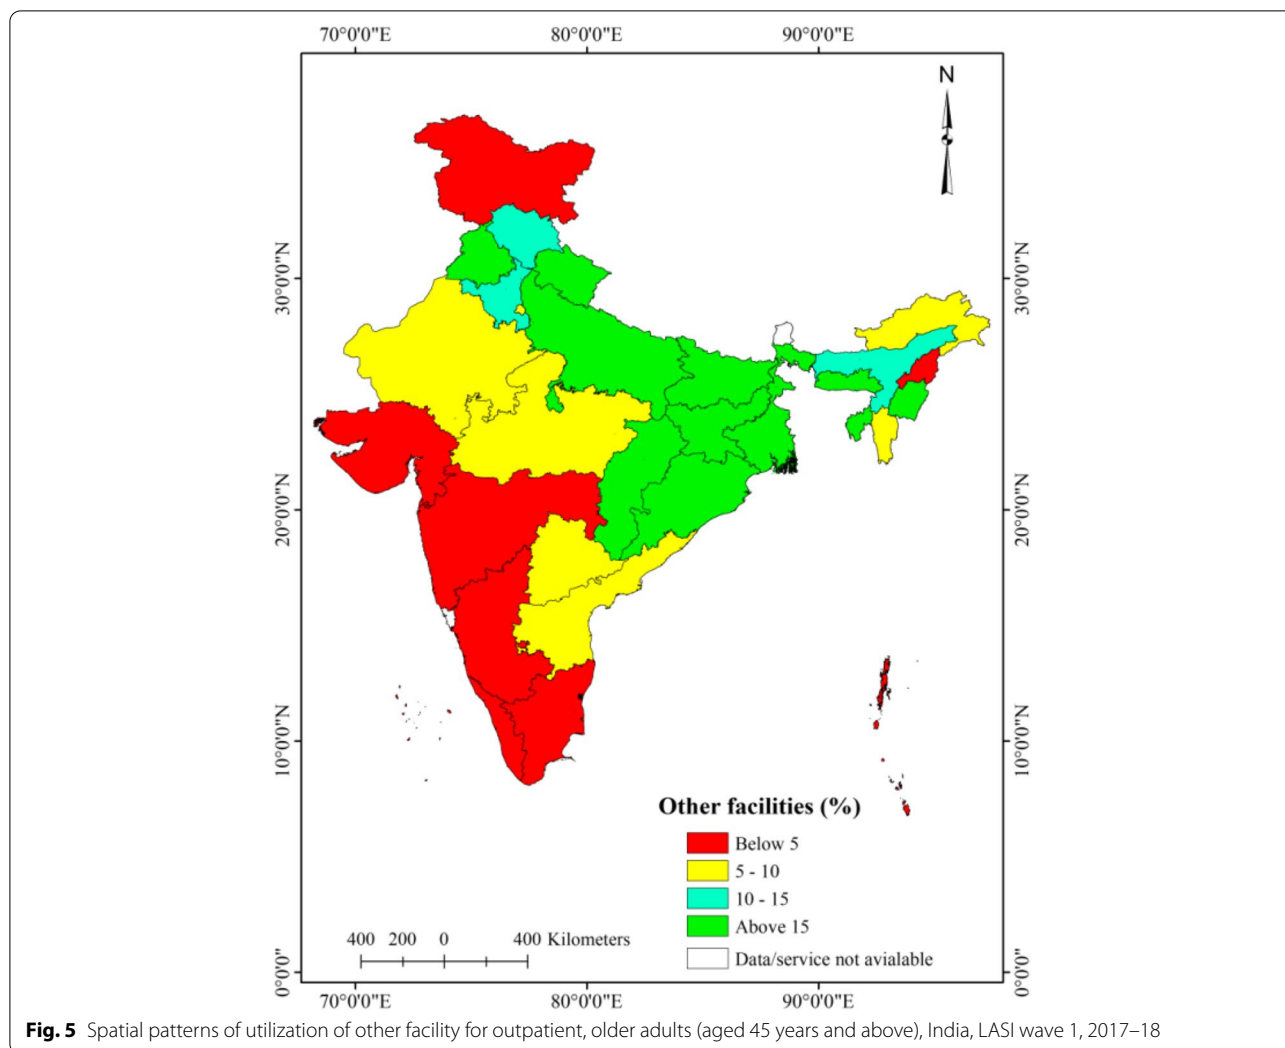 70°0'0"E 80°0'0"E 90°0'0"E
N
30°0'0"N 30°0'0"N
20°0'0"N 20°0'0"N
10°0'0"N 10°0'0"N
0°0'0" 0°0'0"
Other facilities (%)
Below 5
5 - 10
10 - 15
Above 15
Data/service not avialable
400 200 0 400 Kilometers
70°0'0"E 80°0'0"E 90°0'0"E
Fig. 5 Spatial patterns of utilization of other facility for outpatient, older adults (aged 45 years and above), India, LASI wave 1, 2017–18